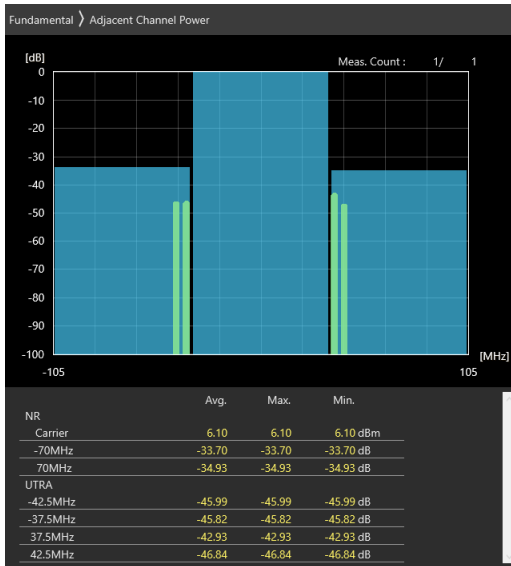 Fundamental 〉 Adjacent Channel Power
[dB]
Meas. Count : 1/ 1
0
-10
-20
-30
-40
-50
-60
-70
-80
-90
-100
[MHz]
-105 105
Avg. Max. Min.
NR
Carrier 6.10 6.10 6.10 dBm
-70MHz -33.70 -33.70 -33.70 dB
70MHz -34.93 -34.93 -34.93 dB
UTRA
-42.5MHz -45.99 -45.99 -45.99 dB
-37.5MHz -45.82 -45.82 -45.82 dB
37.5MHz -42.93 -42.93 -42.93 dB
42.5MHz -46.84 -46.84 -46.84 dB